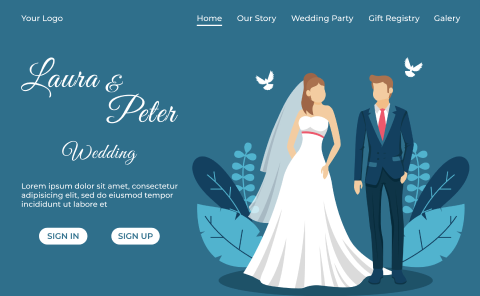 Your Logo
Home Our Story Wedding Party Gift Registry Galery
Laura &
Peter
Wedding
Lorem ipsum dolor sit amet, consectetur
adipisicing elit, sed do eiusmod tempor
incididunt ut labore et
SIGN IN SIGN UP